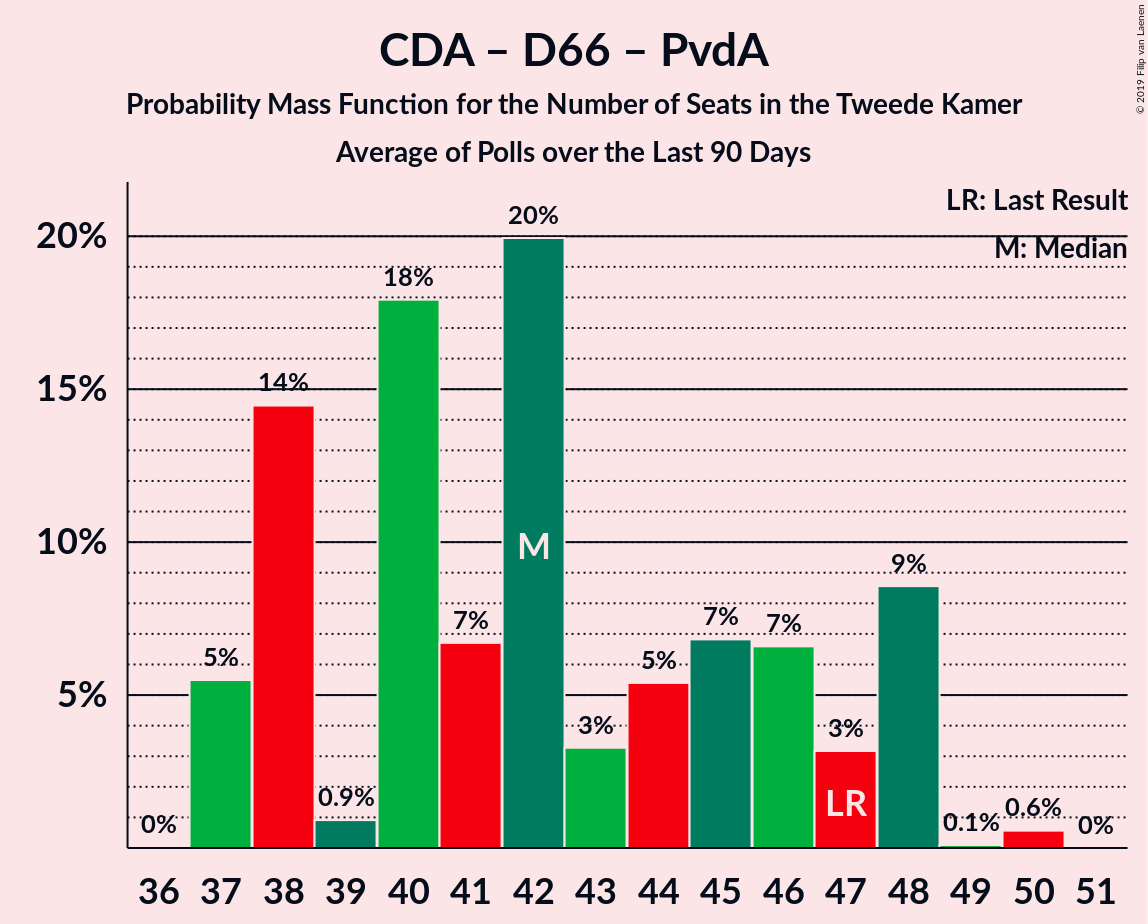 CDA – D66 – PvdA
Probability Mass Function for the Number of Seats in the Tweede Kamer
Average of Polls over the Last 90 Days
© 2019 Filip van Laenen
LR: Last Result
M: Median
20%
15%
10%
5%
0%
5%
14%
0.9%
18%
7%
20%
3%
5%
7%
7%
3%
9%
0.1%
0.6%
0%
M
LR
36 37 38 39 40 41 42 43 44 45 46 47 48 49 50 51